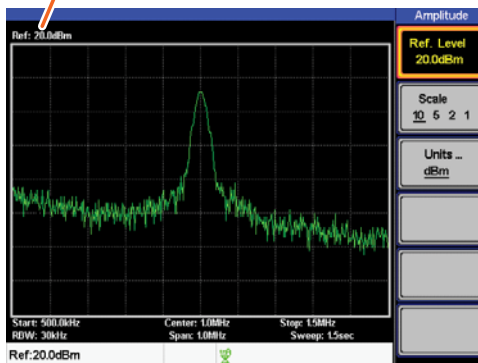 Amplitude
Ref: 20.0dBm
Ref. Level
20.0dBm
Scale
10 5 2 1
Units ...
dBm
Start: 500.0kHz Center: 1.0MHz Stop: 1.5MHz
RBW: 30kHz Span: 1.0MHz Sweep: 1.5sec
Ref:20.0dBm